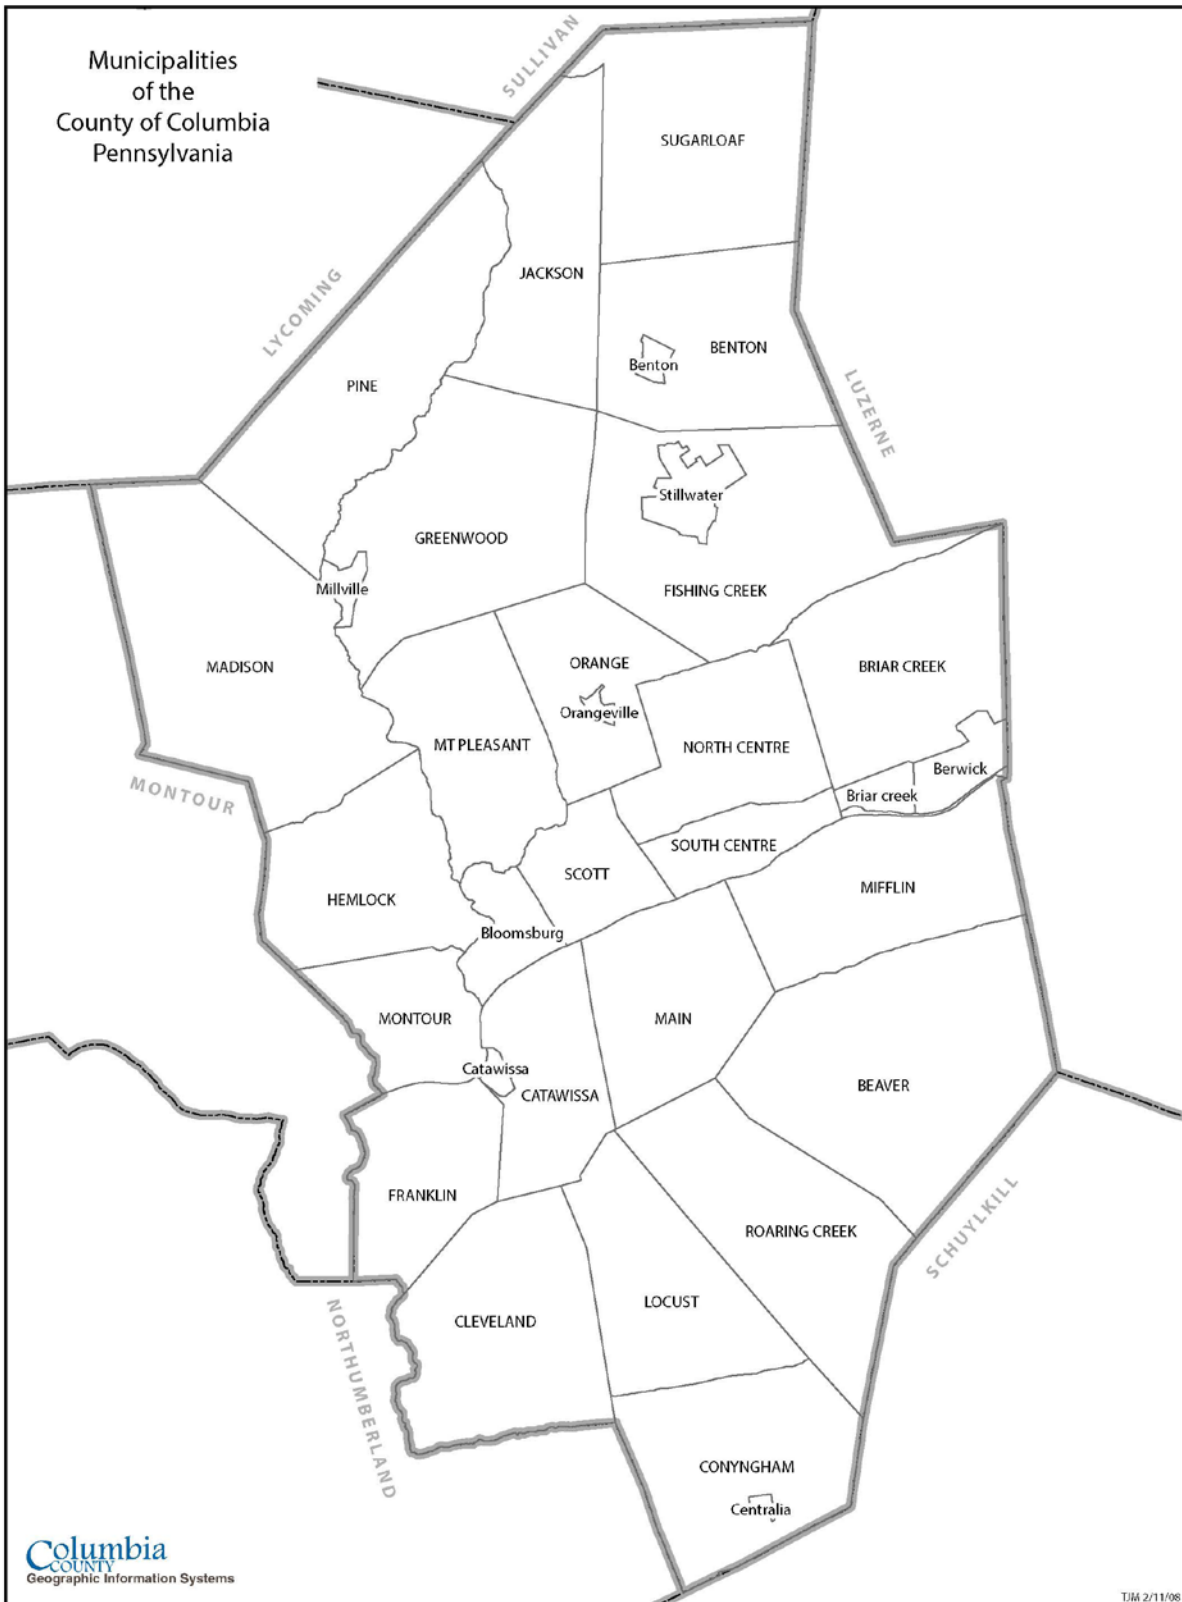 Municipalities
of the
County of Columbia
Pennsylvania
SULLIVAN
SUGARLOAF
LYCOMING
JACKSON
Benton
BENTON
PINE
LUZERNE
Stillwater
GREENWOOD
Millville
FISHING CREEK
MADISON
ORANGE
BRIAR CREEK
Orangeville
MT PLEASANT
NORTH CENTRE
Berwick
MONTOUR
Briar creek
SOUTH CENTRE
SCOTT
MIFFLIN
HEMLOCK
Bloomsburg
MONTOUR
MAIN
Catawissa
CATAWISSA
BEAVER
FRANKLIN
ROARING CREEK
SCHUYLKILL
LOCUST
CLEVELAND
NORTHUMBERLAND
CONYNGHAM
Centralia
Columbia
COUNTY
Geographic Information Systems
TJM 2/11/08